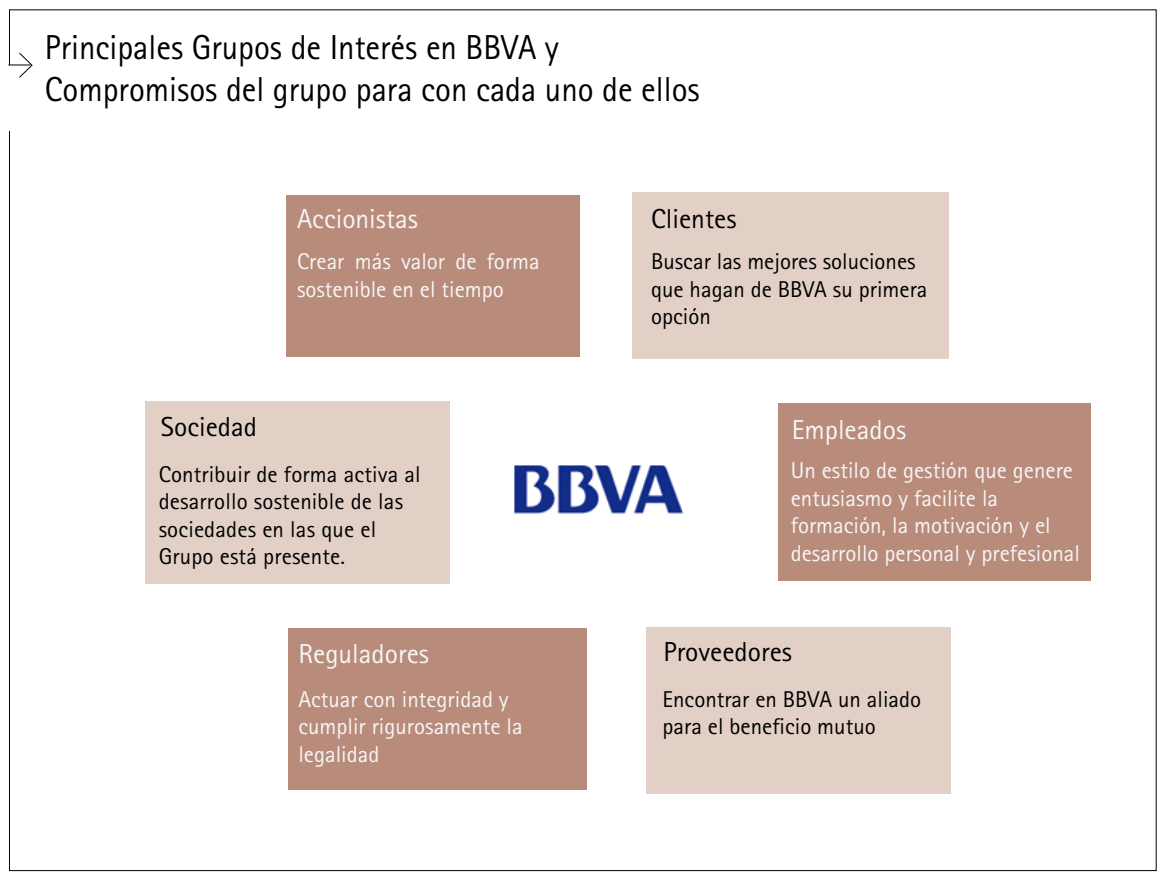 Principales Grupos de Interés en BBVA y
Compromisos del grupo para con cada uno de ellos
Accionistas
Crear más valor de forma
sostenible en el tiempo
Clientes
Buscar las mejores soluciones
que hagan de BBVA su primera
opción
Sociedad
Contribuir de forma activa al
desarrollo sostenible de las
sociedades en las que el
Grupo está presente.
BBVA
Empleados
Un estilo de gestión que genere
entusiasmo y facilite la
formación, la motivación y el
desarrollo personal y prefesional
Reguladores
Actuar con integridad y
cumplir rigurosamente la
legalidad
Proveedores
Encontrar en BBVA un aliado
para el beneficio mutuo